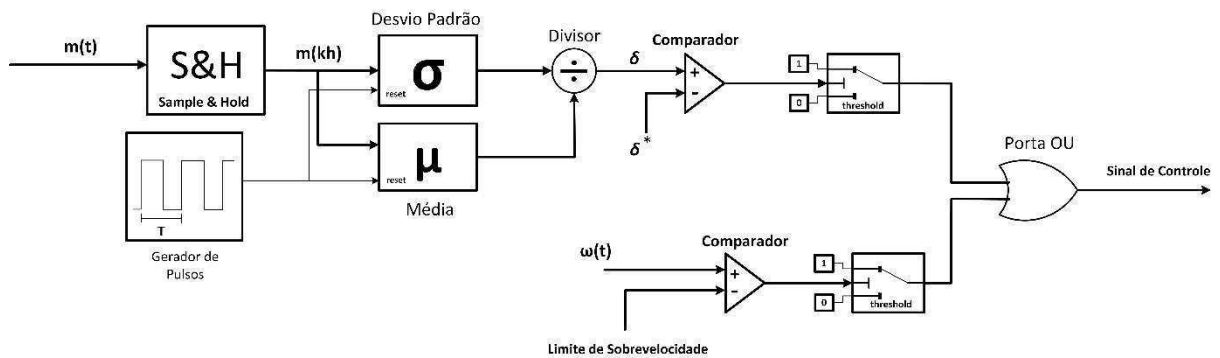 Desvio Padrão
m(t)
S&H
Sample & Hold
m(kh)
σ
reset
Divisor
÷
δ
Comparador
+
-
δ*
1
0
threshold
μ
reset
Média
T
Gerador de
Pulsos
Porta OU
Sinal de Controle
ω(t)
Comparador
+
-
1
0
threshold
Limite de Sobrevelocidade